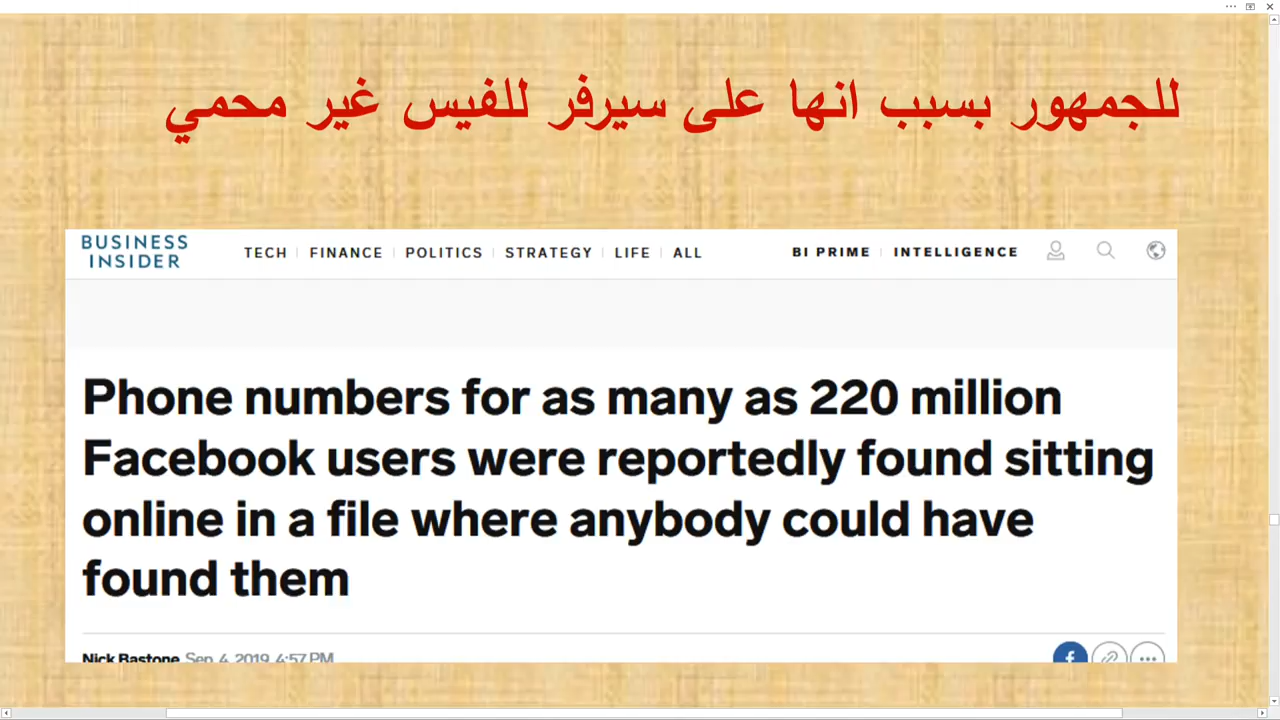 للجمهور بسبب انها على سيرفر للفيس غير محمي
BUSINESS
INSIDER
TECH FINANCE POLITICS STRATEGY LIFE ALL BI PRIME INTELLIGENCE
Phone numbers for as many as 220 million
Facebook users were reportedly found sitting
online in a file where anybody could have
found them
Nick Bastone Sep. 4, 2019, 4:57 PM